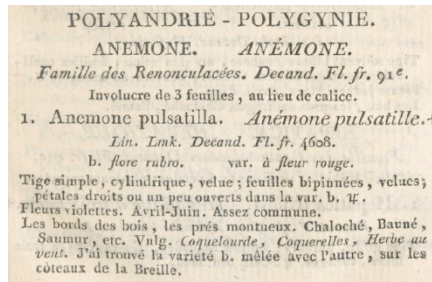 POLYANDRIE - POLYGYNIE.
ANEMONE. ANÉMONE.
Famille des Renonculacées. Decand. Fl. fr. 91e.
Involucre de 3 feuilles, au lieu de calice.
1. Anemone pulsatilla. Anémone pulsatille.
Lin. Lmk. Decand. Fl. fr. 4608.
b. flore rubro. var. à fleur rouge.
Tige simple, cylindrique, velue; feuilles bipinnées, velues;
pétales droits ou un peu ouverts dans la var. b. ♃.
Fleurs violettes. Avril-Juin. Assez commune.
Les bords des bois, les prés montueux. Chaloché, Bauné,
Saumur, etc. Vulg. Coquelourde, Coquerelles, Herbe au
vent. J'ai trouvé la variété b. mêlée avec l'autre, sur les
côteaux de la Breille.